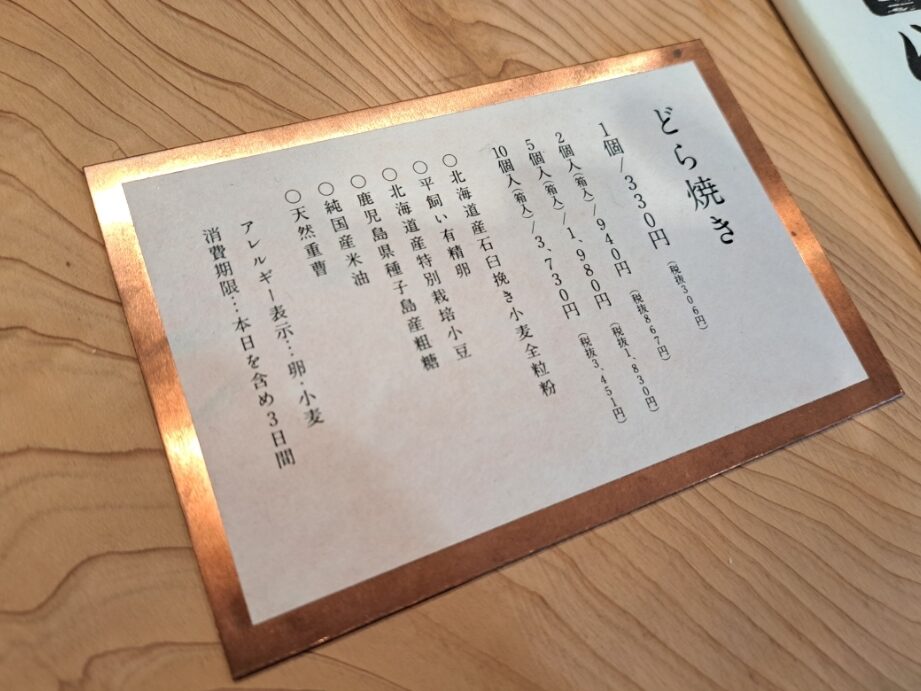 どら焼き
1個/330円(税抜306円)
2個入(箱入)/940円(税抜867円)
5個入(箱入)/1,980円(税抜1,830円)
10個入(箱入)/3,730円(税抜3,451円)
○北海道産石臼挽き小麦全粒粉
○平飼い有精卵
○北海道産特別栽培小豆
○鹿児島県種子島産粗糖
○純国産米油
○天然重曹
アレルギー表示…卵・小麦
消費期限…本日を含め3日間